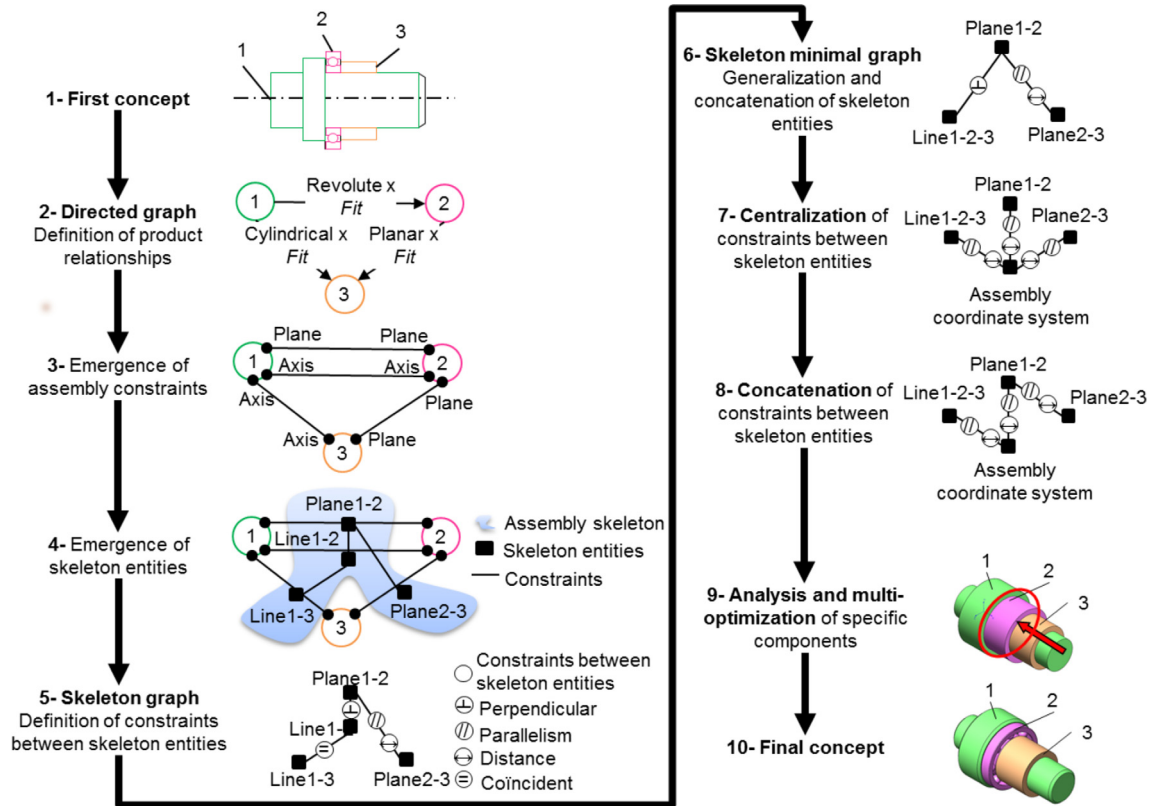 1
2
3
1- First concept
2- Directed graph
Definition of product
relationships
1
Revolute x
Fit
2
Cylindrical x
Fit
Planar x
Fit
3
3- Emergence of
assembly constraints
Plane
Plane
1
Axis
Axis
2
Axis
Plane
Axis
Plane
3
4- Emergence of
skeleton entities
Plane1-2
1
Line1-2
2
Line1-3
Plane2-3
3
Assembly skeleton
Skeleton entities
Constraints
5- Skeleton graph
Definition of constraints
between skeleton entities
Plane1-2
Line1-
Line1-3
Plane2-3
Constraints between
skeleton entities
Perpendicular
Parallelism
Distance
Coïncident
6- Skeleton minimal graph
Generalization and
concatenation of skeleton
entities
Plane1-2
Line1-2-3
Plane2-3
7- Centralization of
constraints between
skeleton entities
Plane1-2
Line1-2-3
Plane2-3
Assembly
coordinate system
8- Concatenation of
constraints between
skeleton entities
Plane1-2
Line1-2-3
Plane2-3
Assembly
coordinate system
9- Analysis and multi-
optimization of specific
components
1
2
3
10- Final concept
1
2
3